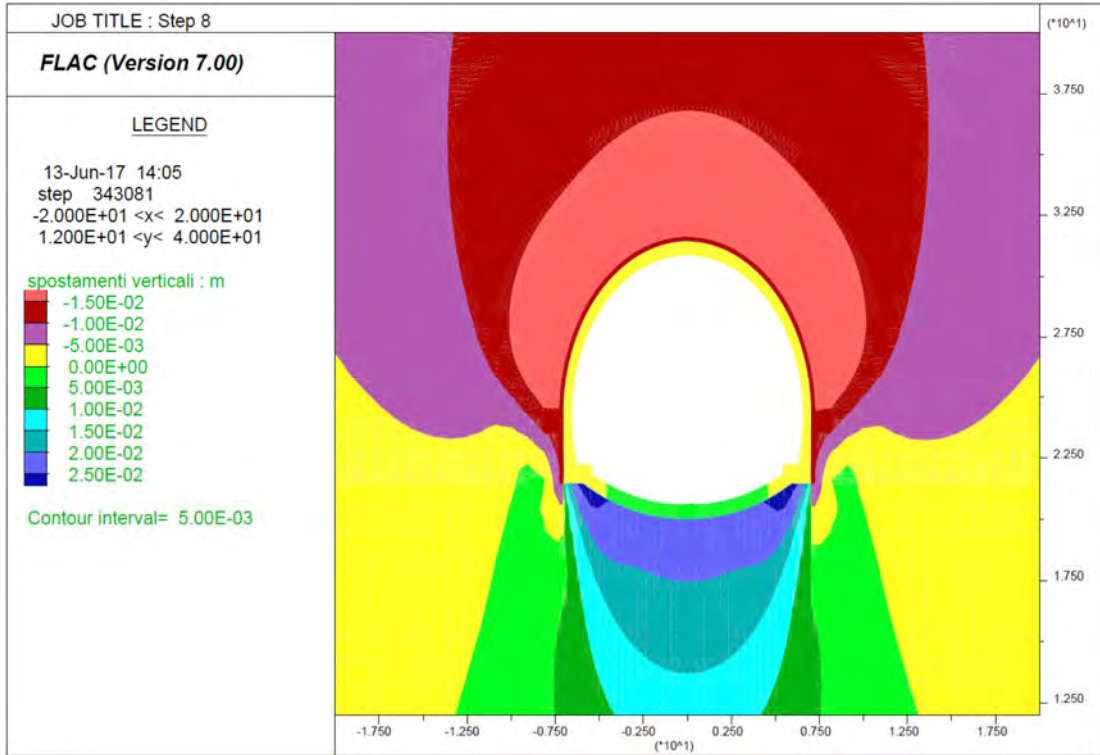 JOB TITLE : Step 8
(*10^1)
FLAC (Version 7.00)
LEGEND
13-Jun-17 14:05
step 343081
-2.000E+01 <x< 2.000E+01
1.200E+01 <y< 4.000E+01
spostamenti verticali : m
-1.50E-02
-1.00E-02
-5.00E-03
0.00E+00
5.00E-03
1.00E-02
1.50E-02
2.00E-02
2.50E-02
Contour interval= 5.00E-03
3.750
3.250
2.750
2.250
1.750
1.250
-1.750 -1.250 -0.750 -0.250 0.250 0.750 1.250 1.750
(*10^1)